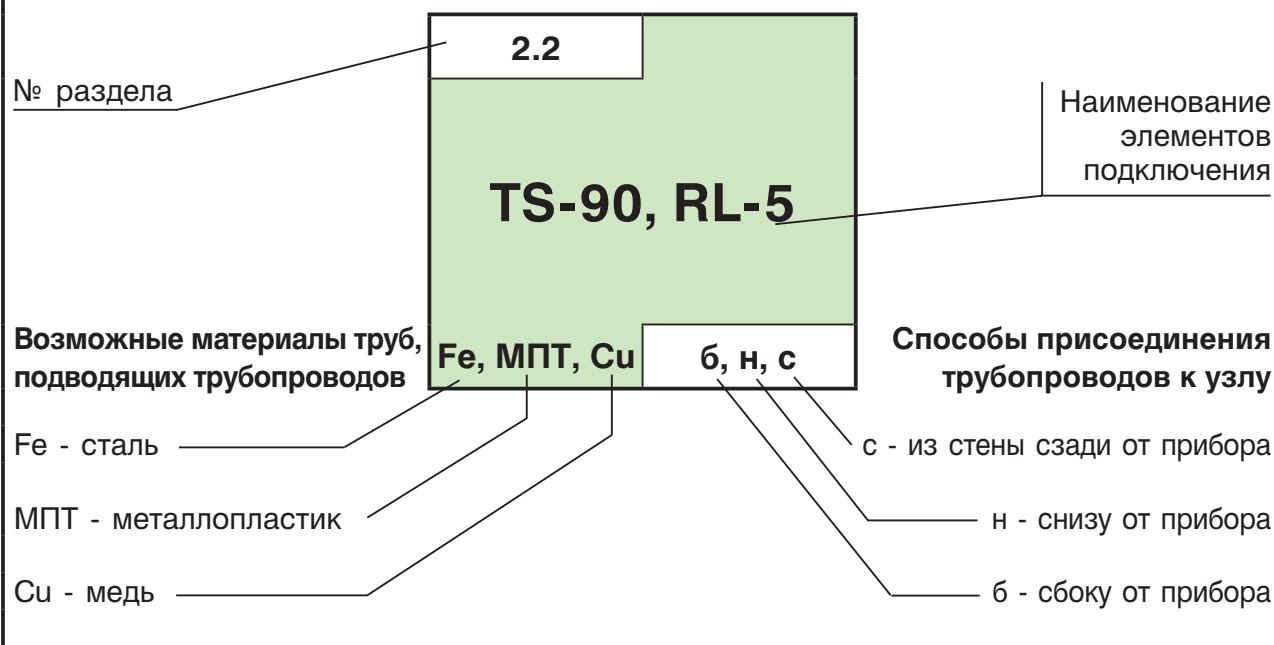 2.2
№ раздела
Наименование
элементов
подключения
TS-90, RL-5
Возможные материалы труб,
подводящих трубопроводов
Fe, МПТ, Cu
б, н, с
Способы присоединения
трубопроводов к узлу
Fe - сталь
с - из стены сзади от прибора
МПТ - металлопластик
н - снизу от прибора
Cu - медь
б - сбоку от прибора